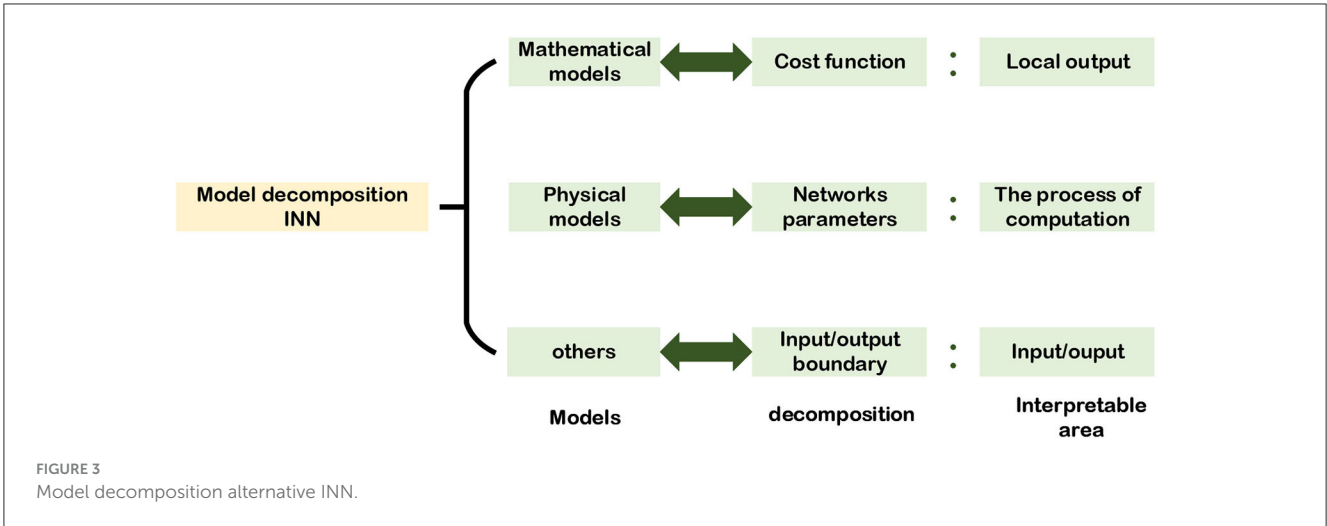 Mathematical
models
Cost function
:
Local output
Model decomposition
INN
Physical
models
Networks
parameters
:
The process of
computation
others
Input/output
boundary
:
Input/ouput
Models
decomposition
Interpretable
area
FIGURE 3
Model decomposition alternative INN.